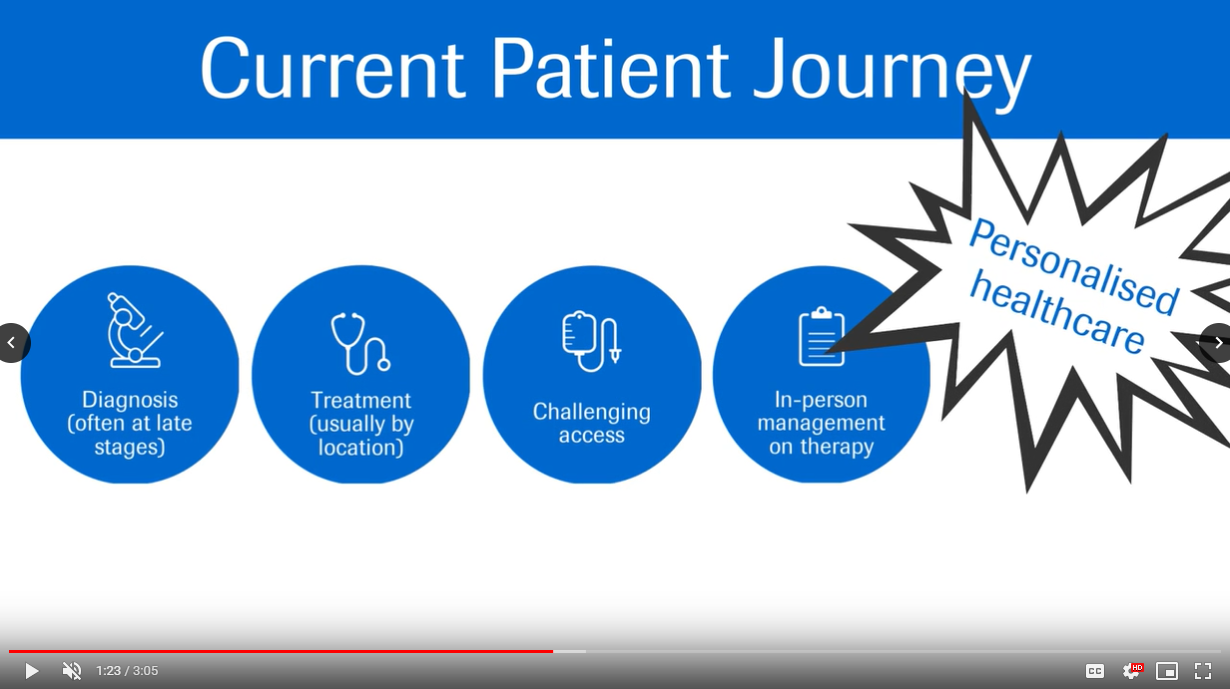 Current Patient Journey
Personalised
healthcare
Diagnosis
(often at late
stages)
Treatment
(usually by
location)
Challenging
access
In-person
management
on therapy
1:23 / 3:05
CC
HD